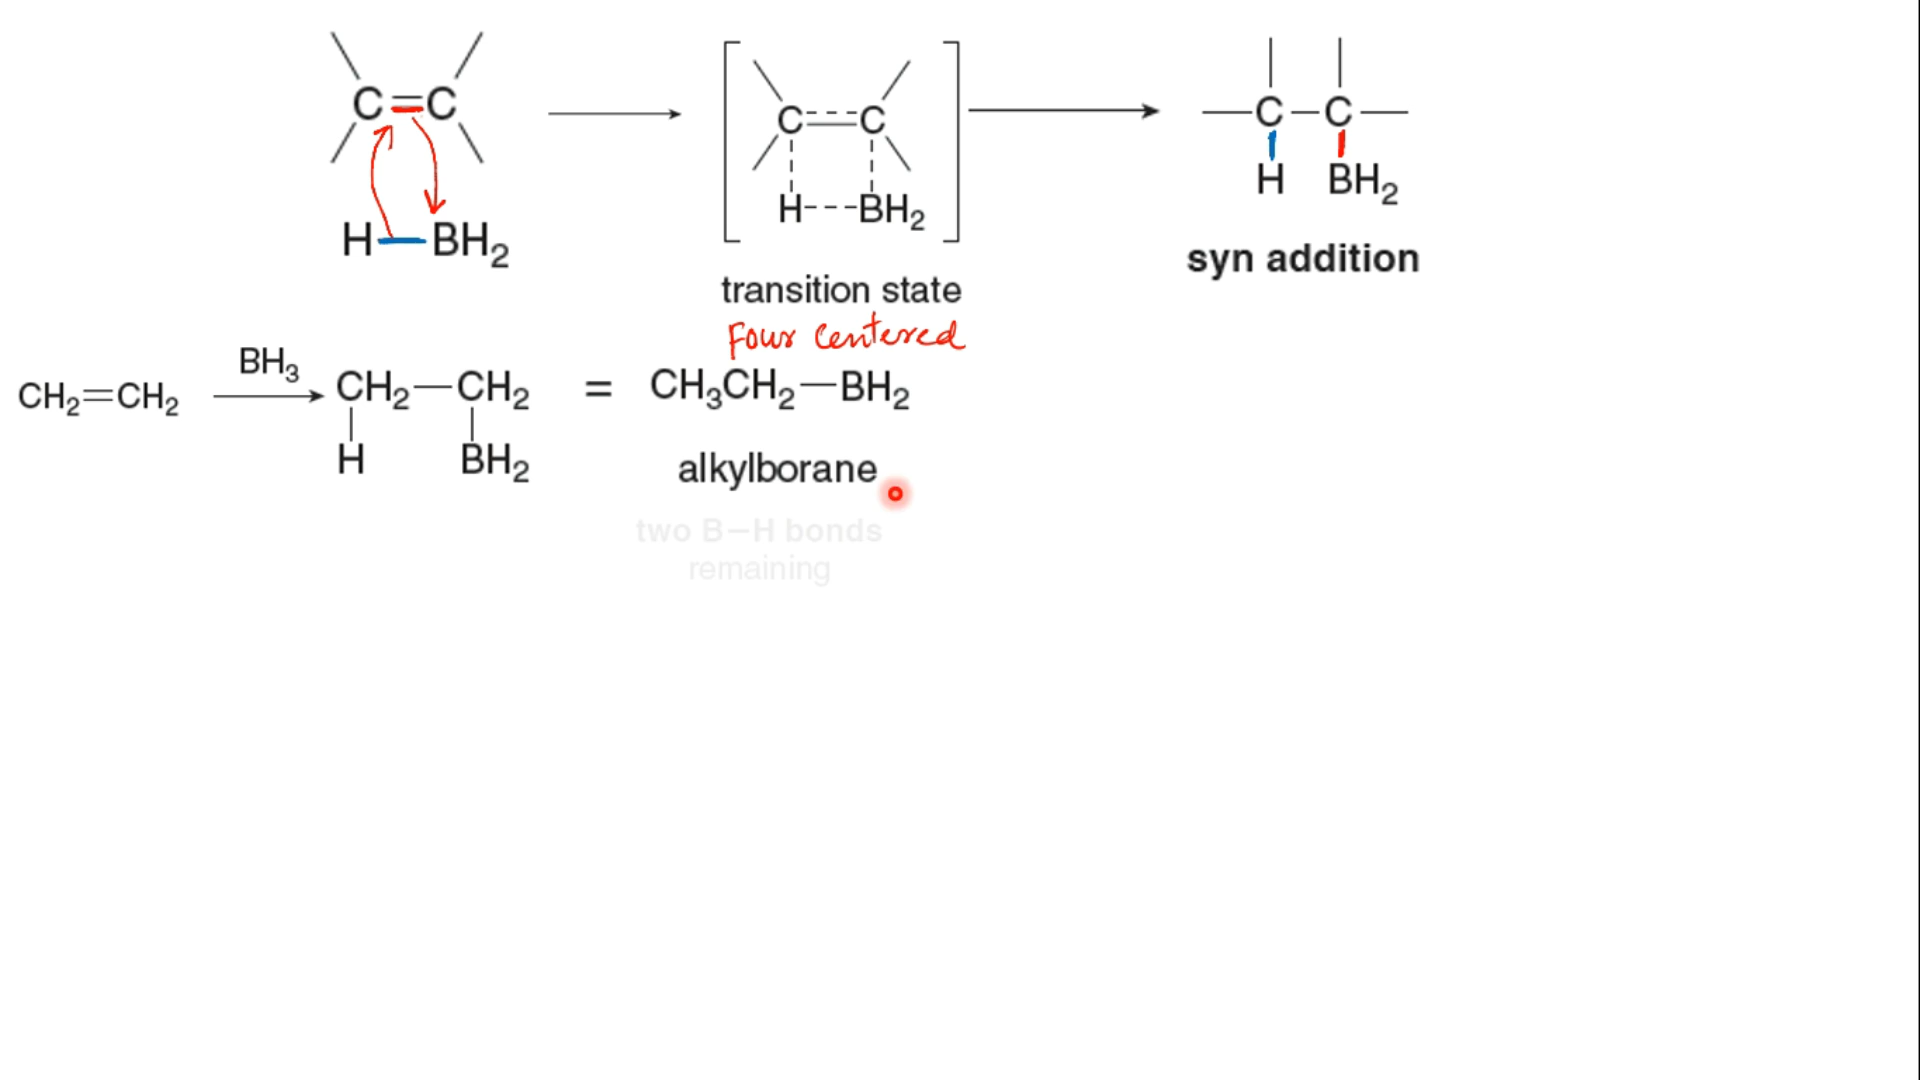 C=C
H—BH₂
C=C
H---BH₂
transition state
Four Centered
—C—C—
H BH₂
syn addition
CH₂=CH₂
BH₃
CH₂—CH₂
H BH₂
= CH₃CH₂—BH₂
alkylborane
two B—H bonds
remaining